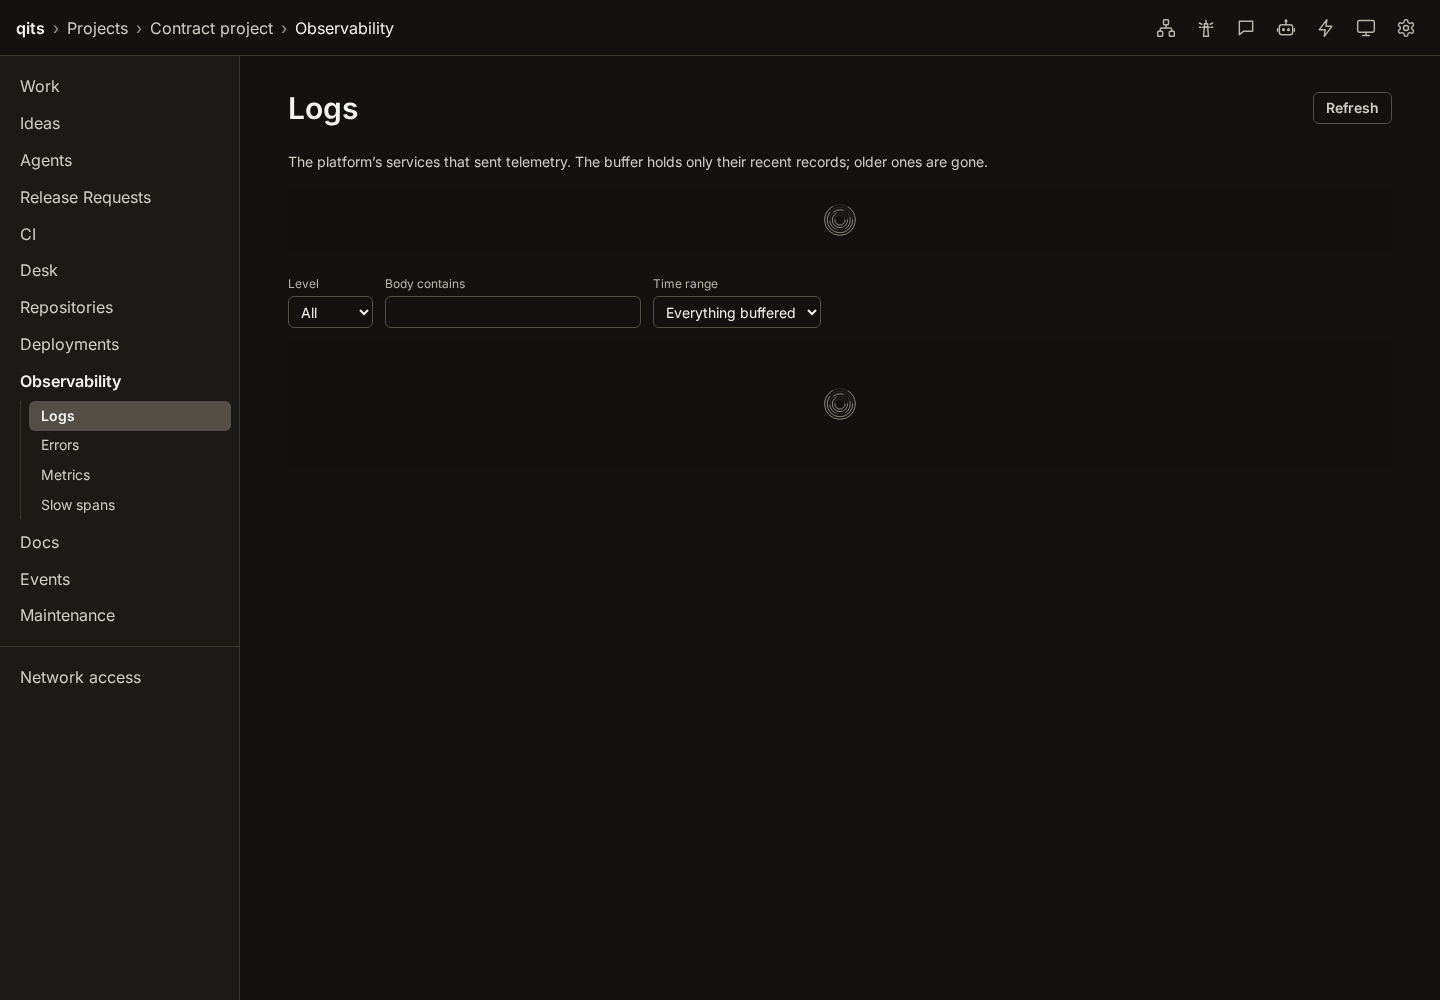 qits › Projects › Contract project › Observability
Work
Ideas
Agents
Release Requests
CI
Desk
Repositories
Deployments
Observability
Logs
Errors
Metrics
Slow spans
Docs
Events
Maintenance
Network access
Logs
Refresh
The platform’s services that sent telemetry. The buffer holds only their recent records; older ones are gone.
Level Body contains Time range
All Everything buffered